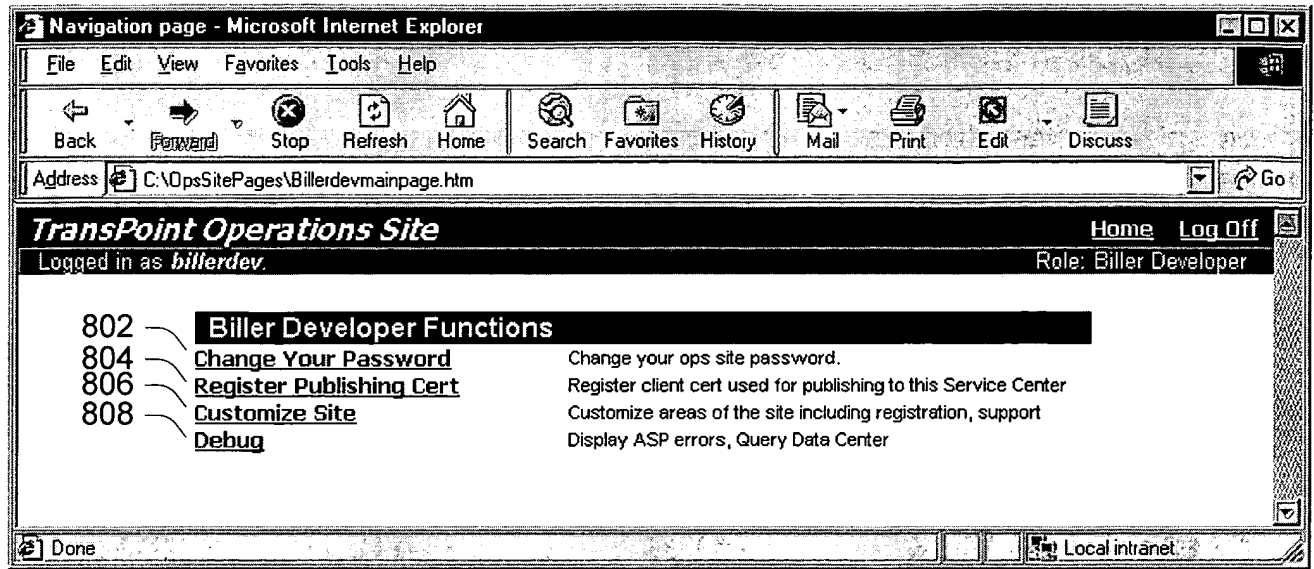 Navigation page - Microsoft Internet Explorer
File Edit View Favorites Tools Help
Back Forward Stop Refresh Home Search Favorites History Mail Print Edit Discuss
Address C:\OpsSitePages\Billerdevmainpage.htm Go
TransPoint Operations Site Home Log Off
Logged in as billerdev. Role: Biller Developer
802 Biller Developer Functions
804 Change Your Password Change your ops site password.
806 Register Publishing Cert Register client cert used for publishing to this Service Center
808 Customize Site Customize areas of the site including registration, support
Debug Display ASP errors, Query Data Center
Done Local intranet